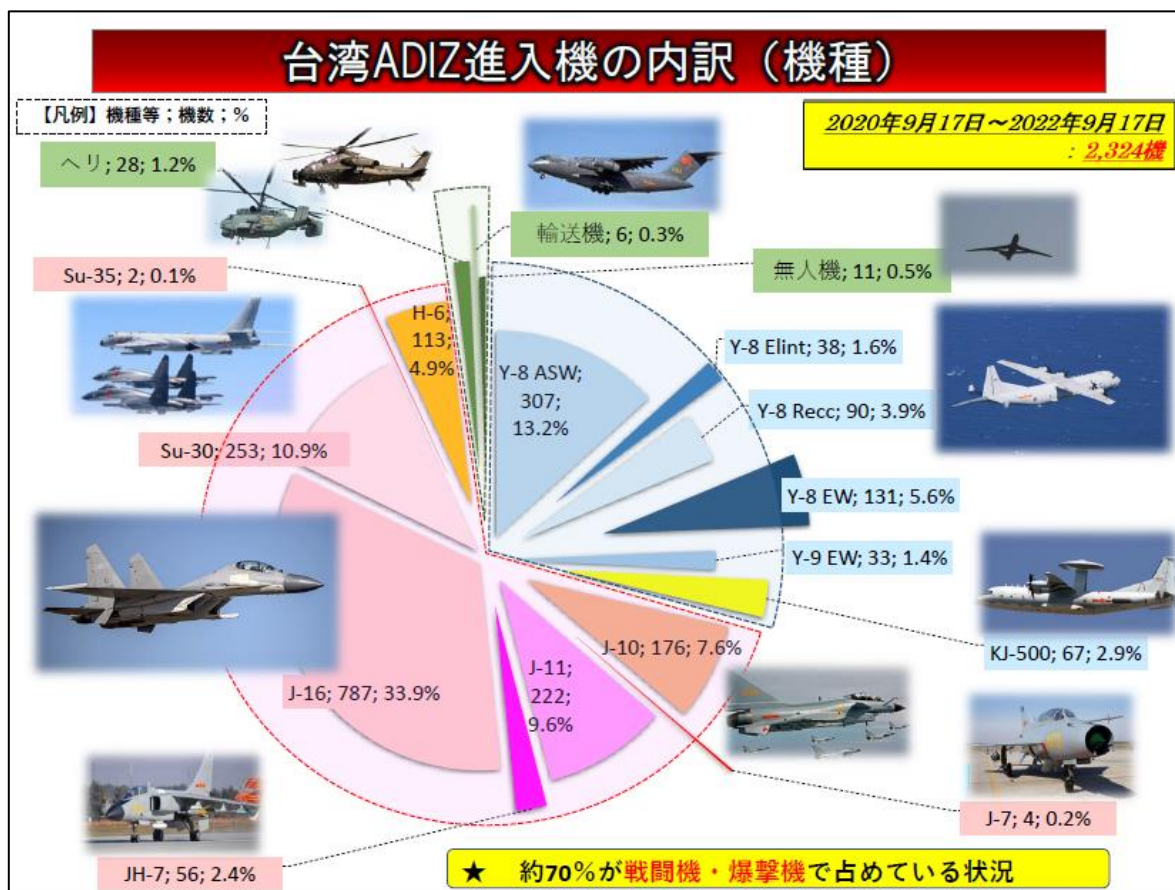 台湾ADIZ進入機の内訳（機種）
【凡例】機種等；機数；%
2020年9月17日～2022年9月17日
：2,324機
ヘリ; 28; 1.2%
輸送機; 6; 0.3%
無人機; 11; 0.5%
Su-35; 2; 0.1%
H-6;
113;
4.9%
Y-8 ASW;
307;
13.2%
Y-8 Elint; 38; 1.6%
Y-8 Recc; 90; 3.9%
Su-30; 253; 10.9%
Y-8 EW; 131; 5.6%
Y-9 EW; 33; 1.4%
KJ-500; 67; 2.9%
J-10; 176; 7.6%
J-11;
222;
9.6%
J-16; 787; 33.9%
J-7; 4; 0.2%
JH-7; 56; 2.4%
★ 約70％が戦闘機・爆撃機で占めている状況